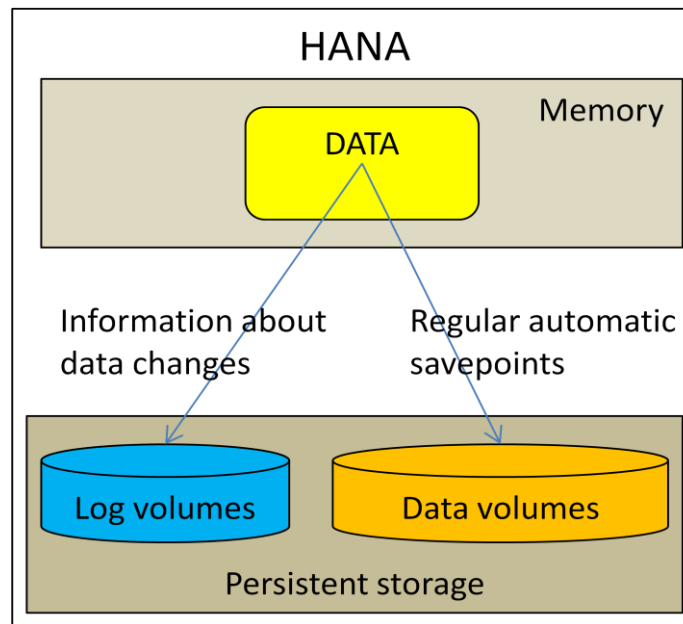 HANA
Memory
DATA
Information about
data changes
Regular automatic
savepoints
Log volumes
Data volumes
Persistent storage